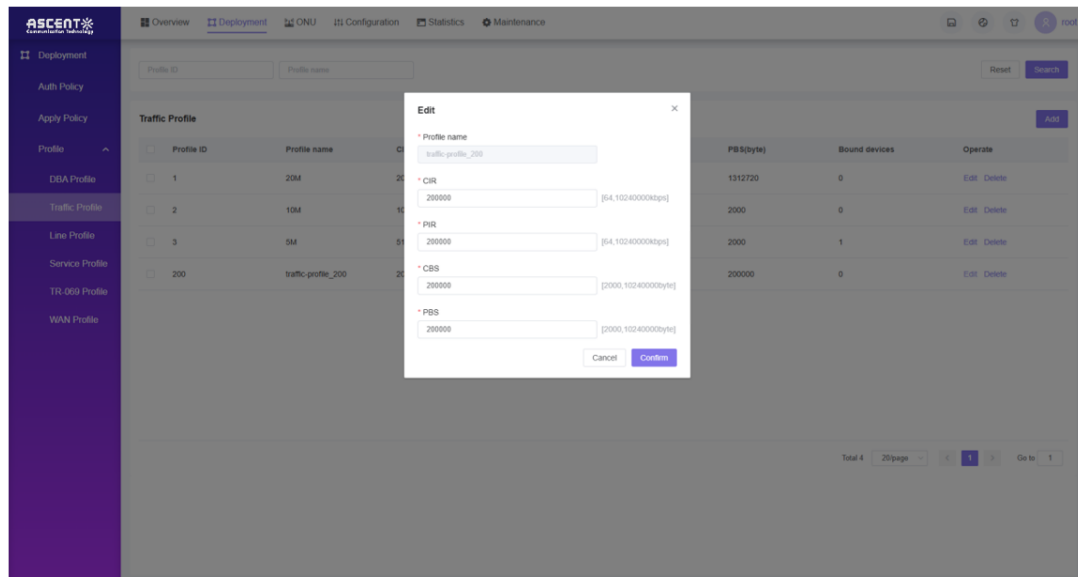 ASCENT
Communication Technology
Overview Deployment ONU Configuration Statistics Maintenance root
Deployment
Auth Policy
Apply Policy
Profile
DBA Profile
Traffic Profile
Line Profile
Service Profile
TR-069 Profile
WAN Profile
Profile ID Profile name Reset Search
Traffic Profile Add
Profile ID Profile name CI PBS(byte) Bound devices Operate
1 20M 20 1312720 0 Edit Delete
2 10M 10 2000 0 Edit Delete
3 5M 51 2000 1 Edit Delete
200 traffic-profile_200 20 200000 0 Edit Delete
Total 4 20/page 1 Go to 1
Edit
* Profile name
traffic-profile_200
* CIR
200000 [64,10240000kbps]
* PIR
200000 [64,10240000kbps]
* CBS
200000 [2000,10240000byte]
* PBS
200000 [2000,10240000byte]
Cancel Confirm